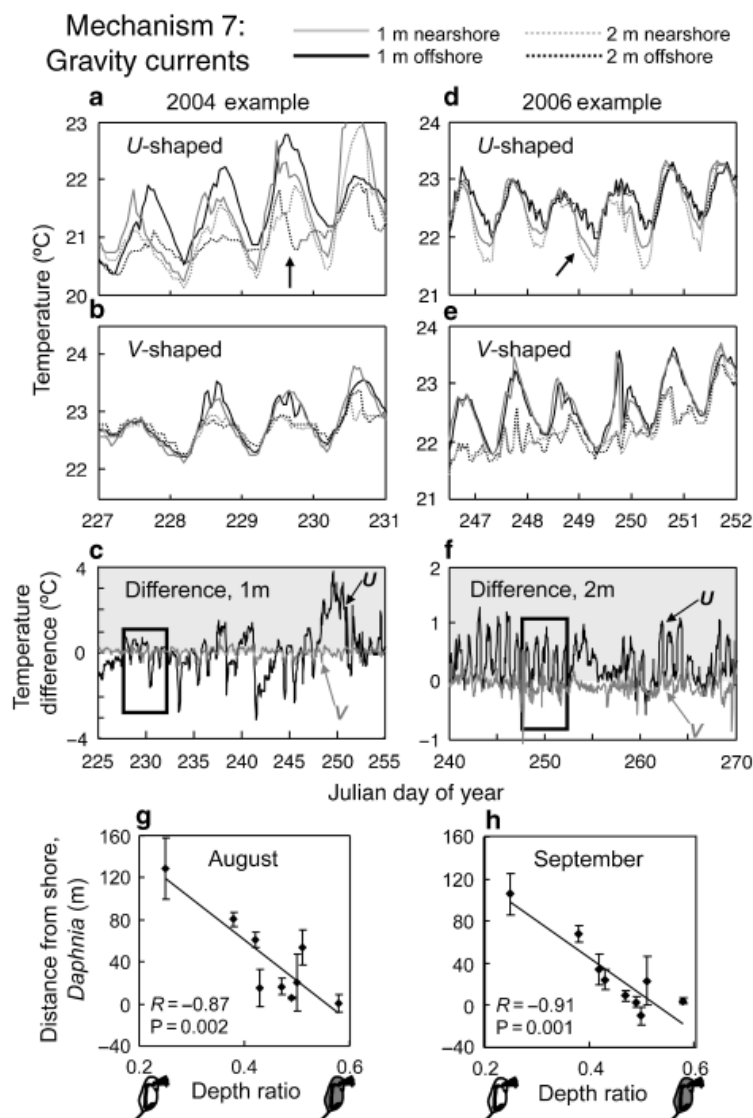 Mechanism 7:
Gravity currents
1 m nearshore
2 m nearshore
1 m offshore
2 m offshore
a
2004 example
d
2006 example
U-shaped
U-shaped
23
22
21
20
24
23
22
21
b
e
V-shaped
V-shaped
24
23
22
24
23
22
21
Temperature (ºC)
227 228 229 230 231
247 248 249 250 251 252
c
f
Difference, 1m
U
V
Difference, 2m
U
V
4
0
−4
2
1
0
−1
Temperature
difference (ºC)
225 230 235 240 245 250 255
240 250 260 270
Julian day of year
g
h
August
September
160
120
80
40
0
−40
160
120
80
40
0
−40
Distance from shore,
Daphnia (m)
R = −0.87
P = 0.002
R = −0.91
P = 0.001
0.2 0.4 0.6
0.2 0.4 0.6
Depth ratio
Depth ratio